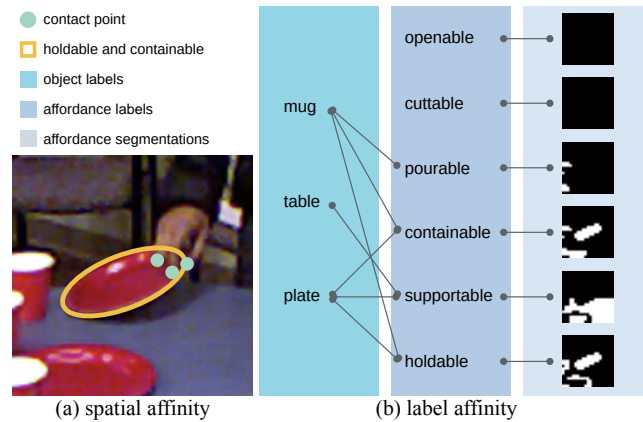 contact point
holdable and containable
object labels
affordance labels
affordance segmentations
mug
table
plate
openable
cuttable
pourable
containable
supportable
holdable
(a) spatial affinity
(b) label affinity